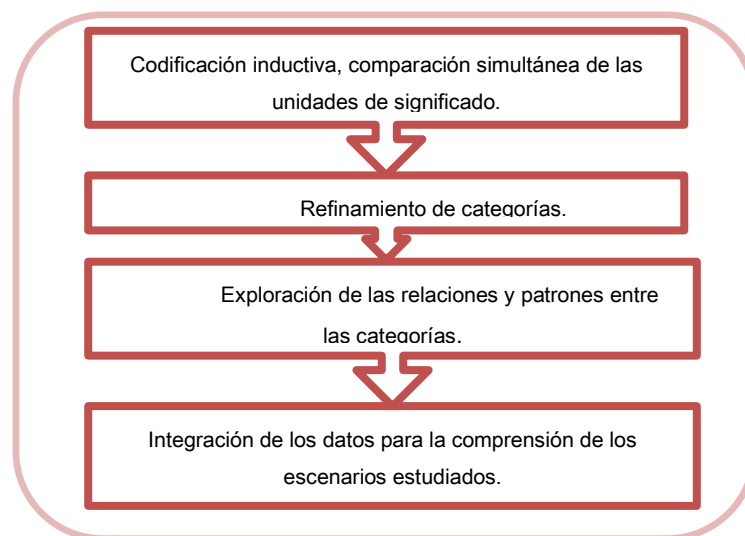 Codificación inductiva, comparación simultánea de las
unidades de significado.
Refinamiento de categorías.
Exploración de las relaciones y patrones entre
las categorías.
Integración de los datos para la comprensión de los
escenarios estudiados.